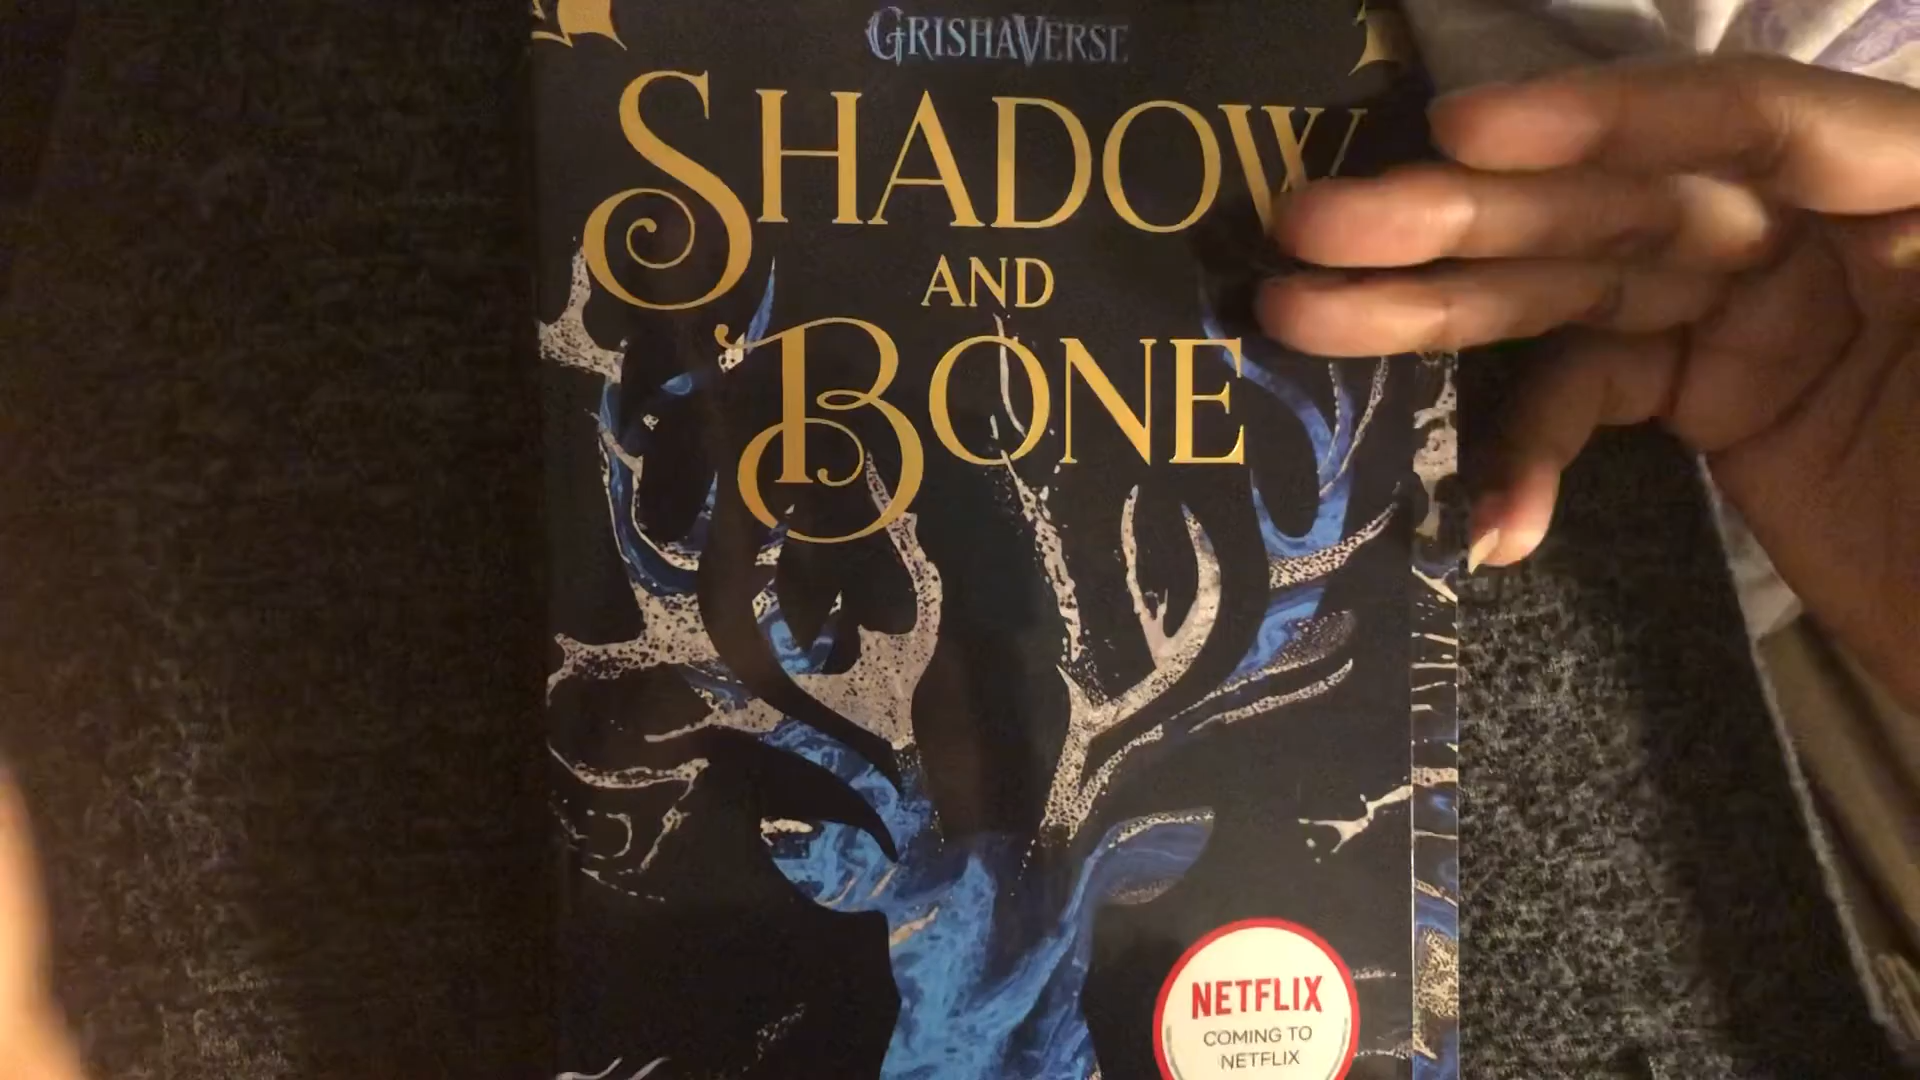 GRISHAVERSE
SHADOW
AND
BONE
NETFLIX
COMING TO
NETFLIX